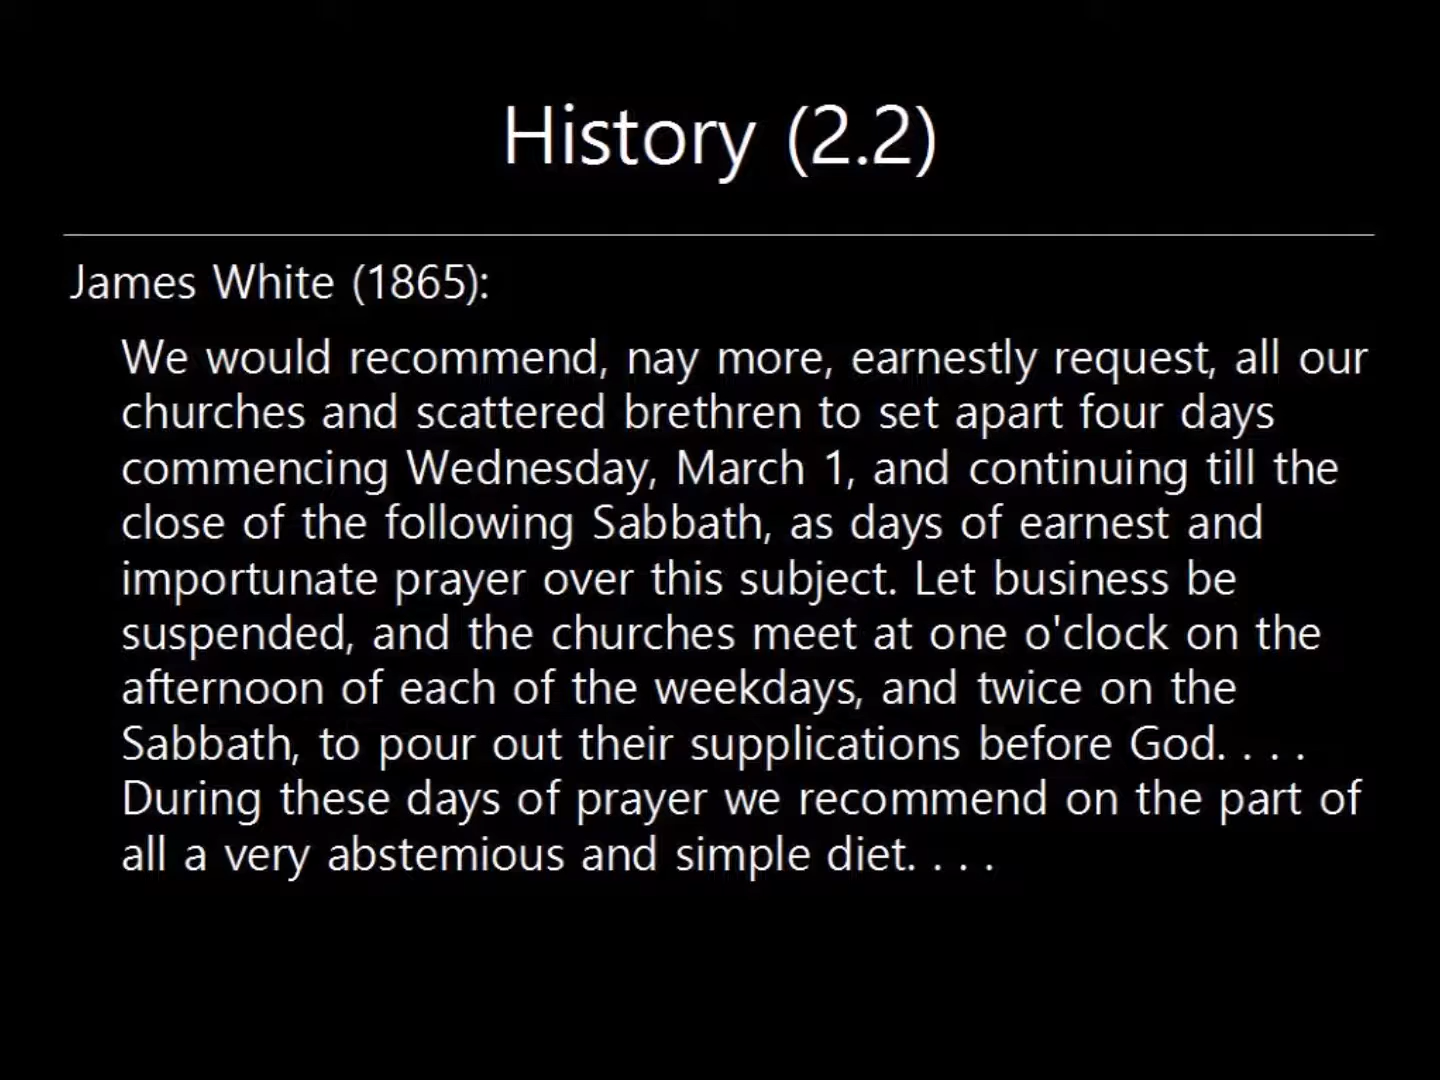 History (2.2)
James White (1865):
We would recommend, nay more, earnestly request, all our
churches and scattered brethren to set apart four days
commencing Wednesday, March 1, and continuing till the
close of the following Sabbath, as days of earnest and
importunate prayer over this subject. Let business be
suspended, and the churches meet at one o'clock on the
afternoon of each of the weekdays, and twice on the
Sabbath, to pour out their supplications before God. . . .
During these days of prayer we recommend on the part of
all a very abstemious and simple diet. . . .